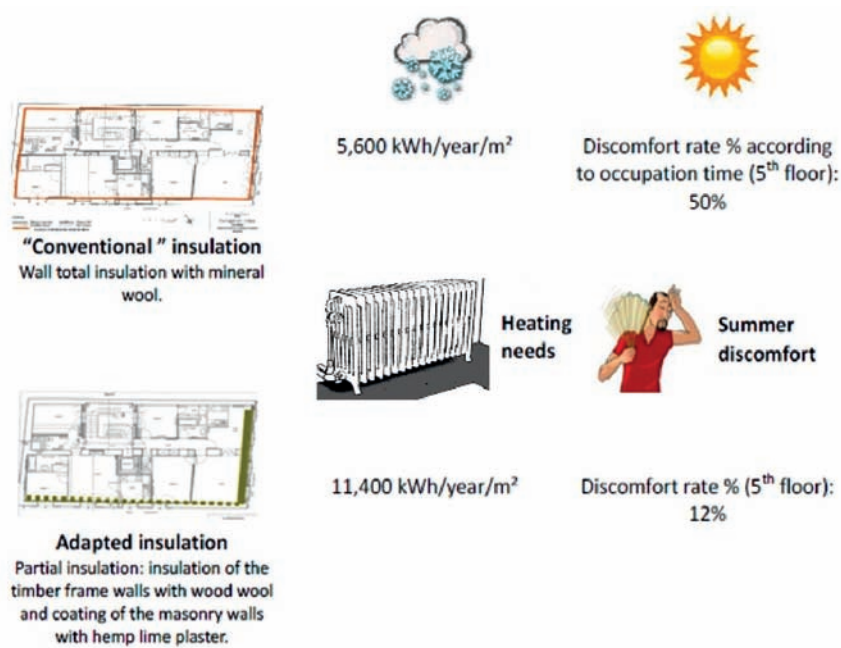 5,600 kWh/year/m²
Discomfort rate % according
to occupation time (5th floor):
50%
“Conventional ” insulation
Wall total insulation with mineral
wool.
Heating
needs
Summer
discomfort
11,400 kWh/year/m²
Discomfort rate % (5th floor):
12%
Adapted insulation
Partial insulation: insulation of the
timber frame walls with wood wool
and coating of the masonry walls
with hemp lime plaster.